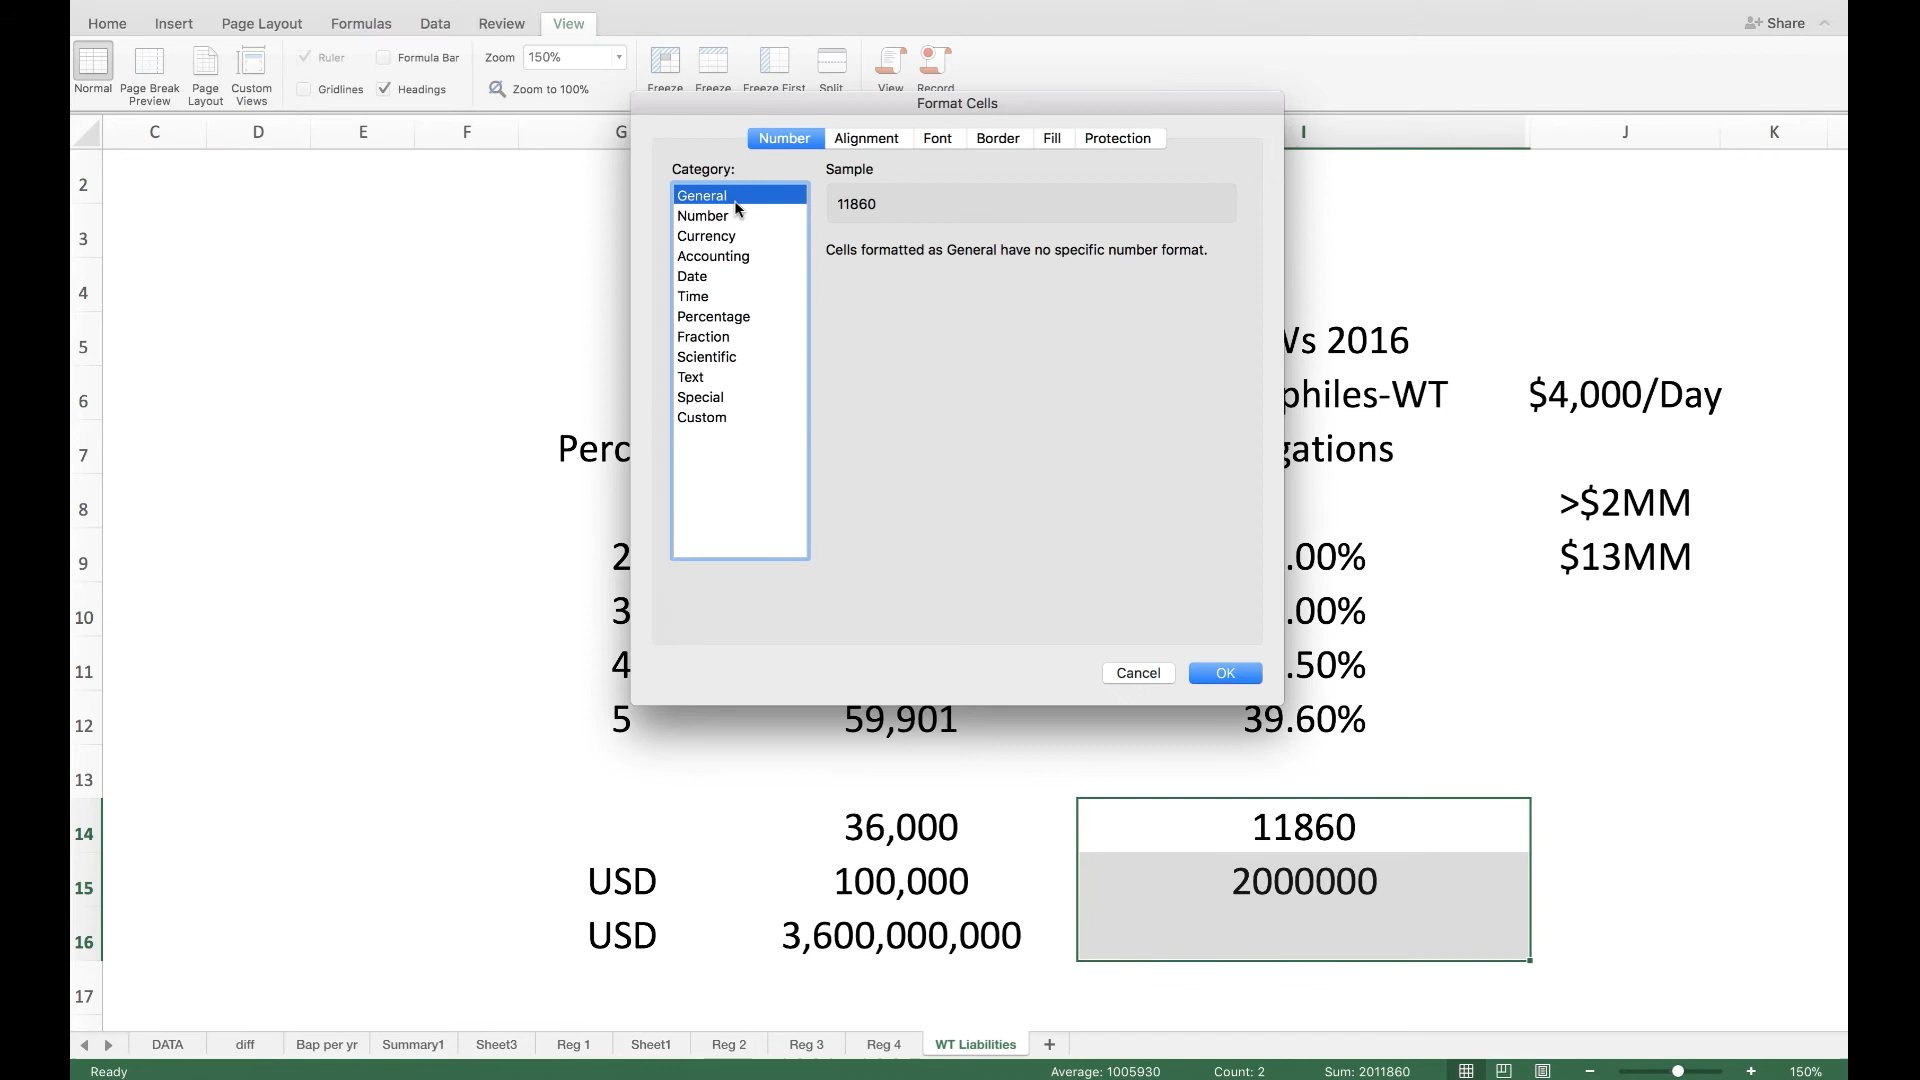 Home Insert Page Layout Formulas Data Review View Share
Ruler Formula Bar Zoom 150%
Gridlines Headings Zoom to 100%
Normal Page Break Preview Page Layout Custom Views Freeze Freeze Freeze First Split View Record
Format Cells
C D E F G I J K
Number Alignment Font Border Fill Protection
Category: Sample
General
11860
Number
Currency
Cells formatted as General have no specific number format.
Accounting
Date
Time
Percentage
Fraction
Scientific
Text
Special
Custom
Cancel OK
2
3
4
5 Vs 2016
6 philes-WT $4,000/Day
7 Perc gations
8 >$2MM
9 2 .00% $13MM
10 3 .00%
11 4 .50%
12 5 59,901 39.60%
13
14 36,000 11860
15 USD 100,000 2000000
16 USD 3,600,000,000
17
DATA diff Bap per yr Summary1 Sheet3 Reg 1 Sheet1 Reg 2 Reg 3 Reg 4 WT Liabilities +
Ready Average: 1005930 Count: 2 Sum: 2011860 − + 150%